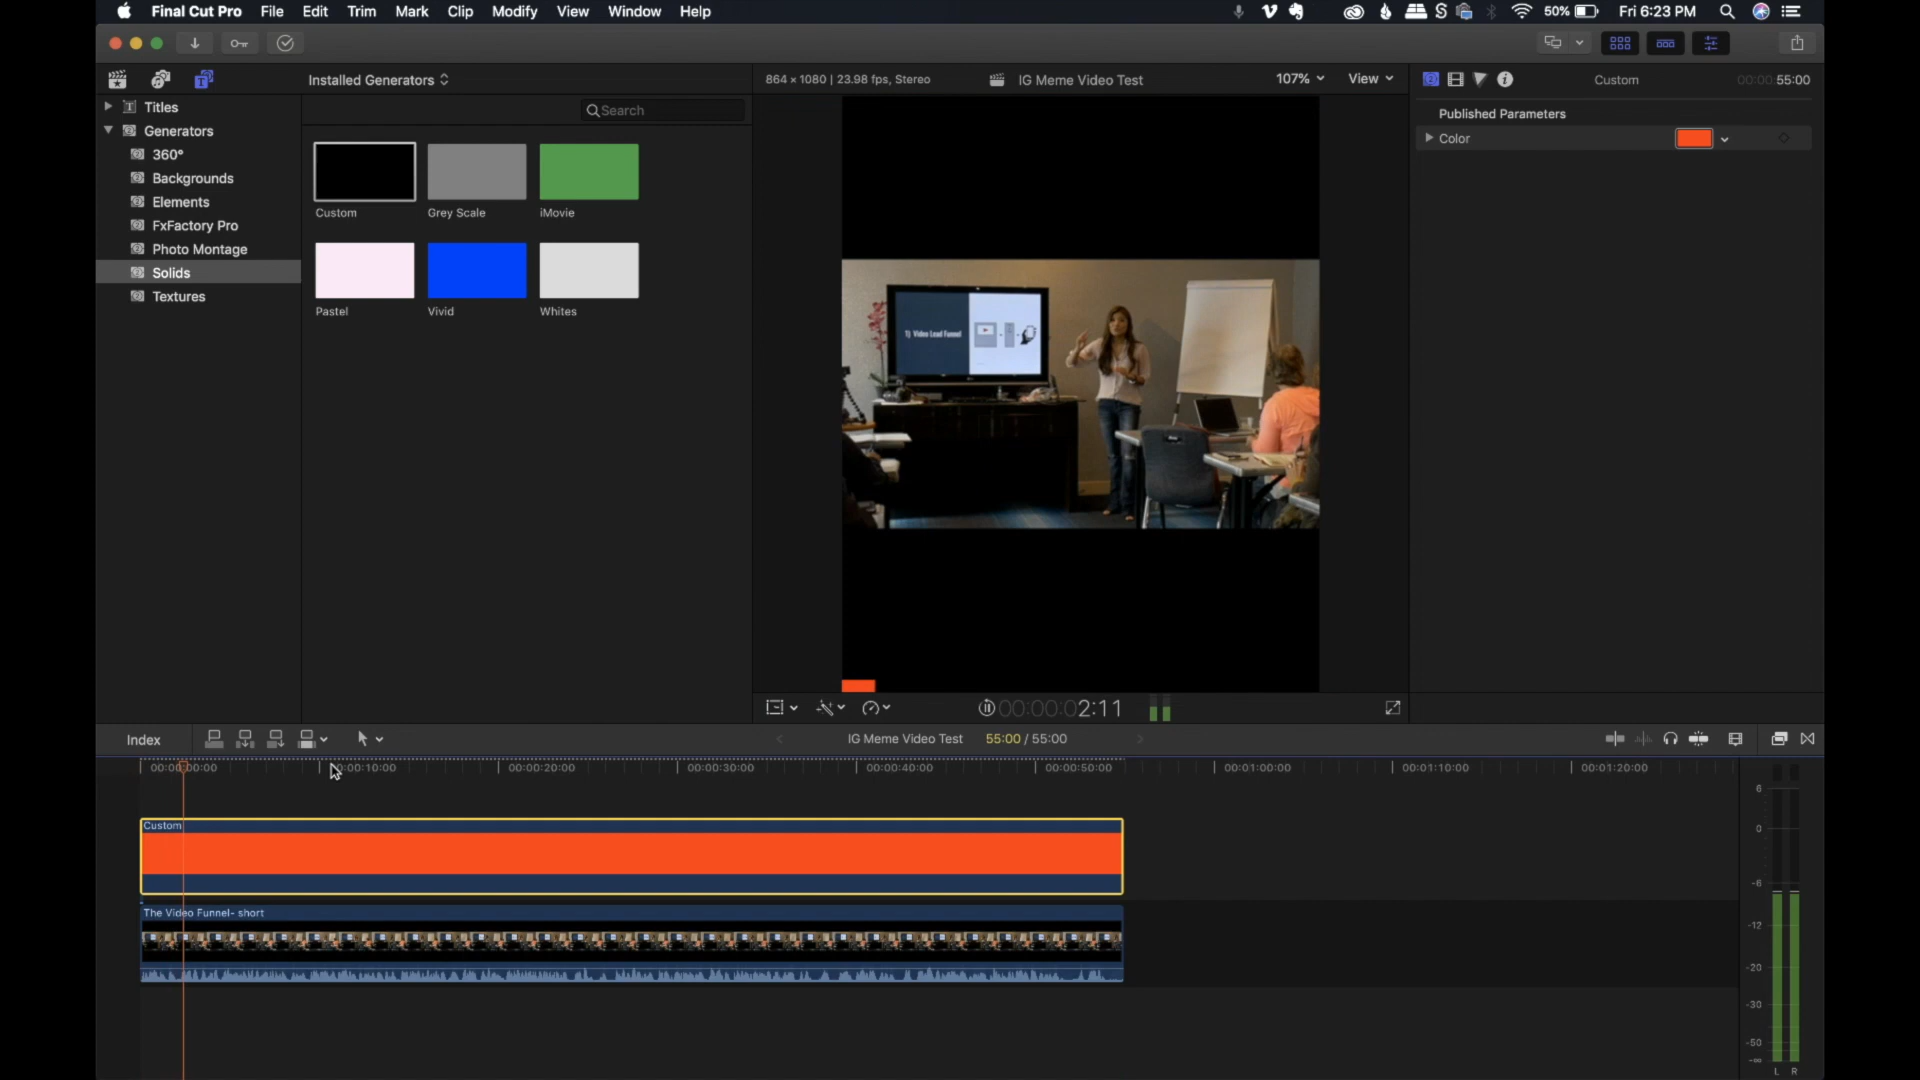 Final Cut Pro File Edit Trim Mark Clip Modify View Window Help
50% Fri 6:23 PM
Installed Generators
864 × 1080 | 23.98 fps, Stereo
IG Meme Video Test
107%
View
Custom
00:00:55:00
Titles
Generators
360°
Backgrounds
Elements
FxFactory Pro
Photo Montage
Solids
Textures
Search
Custom
Grey Scale
iMovie
Pastel
Vivid
Whites
1) Video Lead Funnel
Published Parameters
Color
00:00:02:11
Index
IG Meme Video Test
55:00 / 55:00
00:00:00:00
00:00:10:00
00:00:20:00
00:00:30:00
00:00:40:00
00:00:50:00
00:01:00:00
00:01:10:00
00:01:20:00
Custom
The Video Funnel- short
6
0
-6
-12
-20
-30
-50
-∞
L R